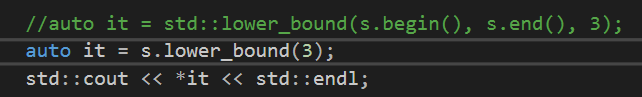 //auto it = std::lower_bound(s.begin(), s.end(), 3);
auto it = s.lower_bound(3);
std::cout << *it << std::endl;